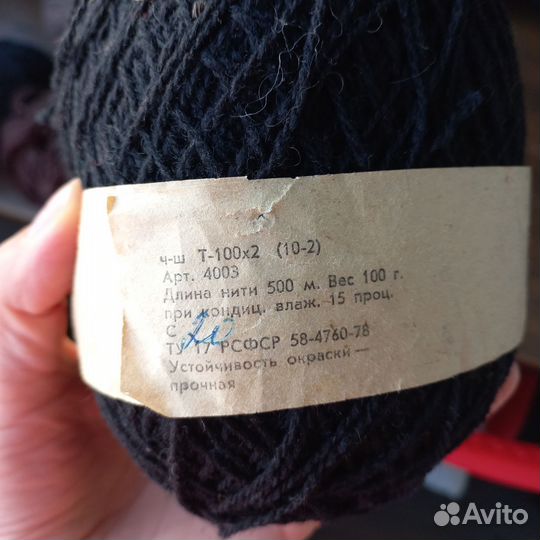 ч-ш Т-100х2 (10-2)
Арт. 4003
Длина нити 500 м. Вес 100 г.
при кондиц. влаж. 15 проц.
С
ТУ 17 РСФСР 58-4760-78
Устойчивость окраски —
прочная
Avito